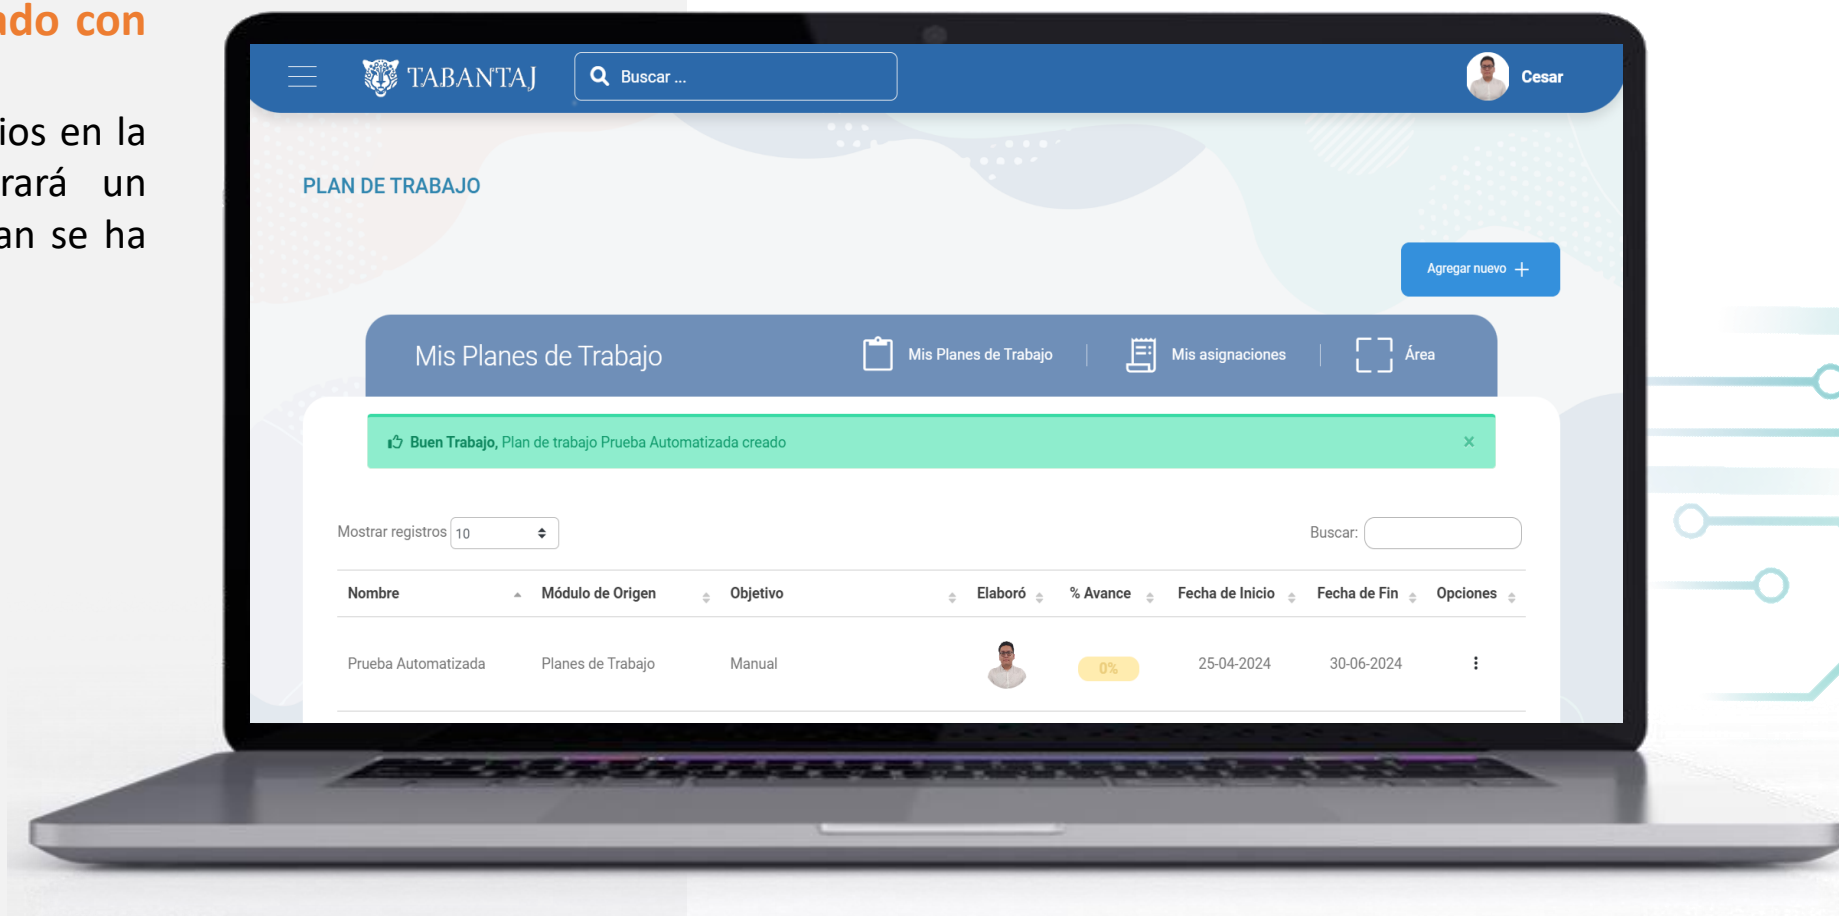 ado con
ios en la
rará un
an se ha
TABANTAJ
Buscar ...
Cesar
PLAN DE TRABAJO
Agregar nuevo +
Mis Planes de Trabajo
Mis Planes de Trabajo
Mis asignaciones
Área
Buen Trabajo, Plan de trabajo Prueba Automatizada creado ×
Mostrar registros 10
Buscar:
Nombre Módulo de Origen Objetivo Elaboró % Avance Fecha de Inicio Fecha de Fin Opciones
Prueba Automatizada Planes de Trabajo Manual 0% 25-04-2024 30-06-2024